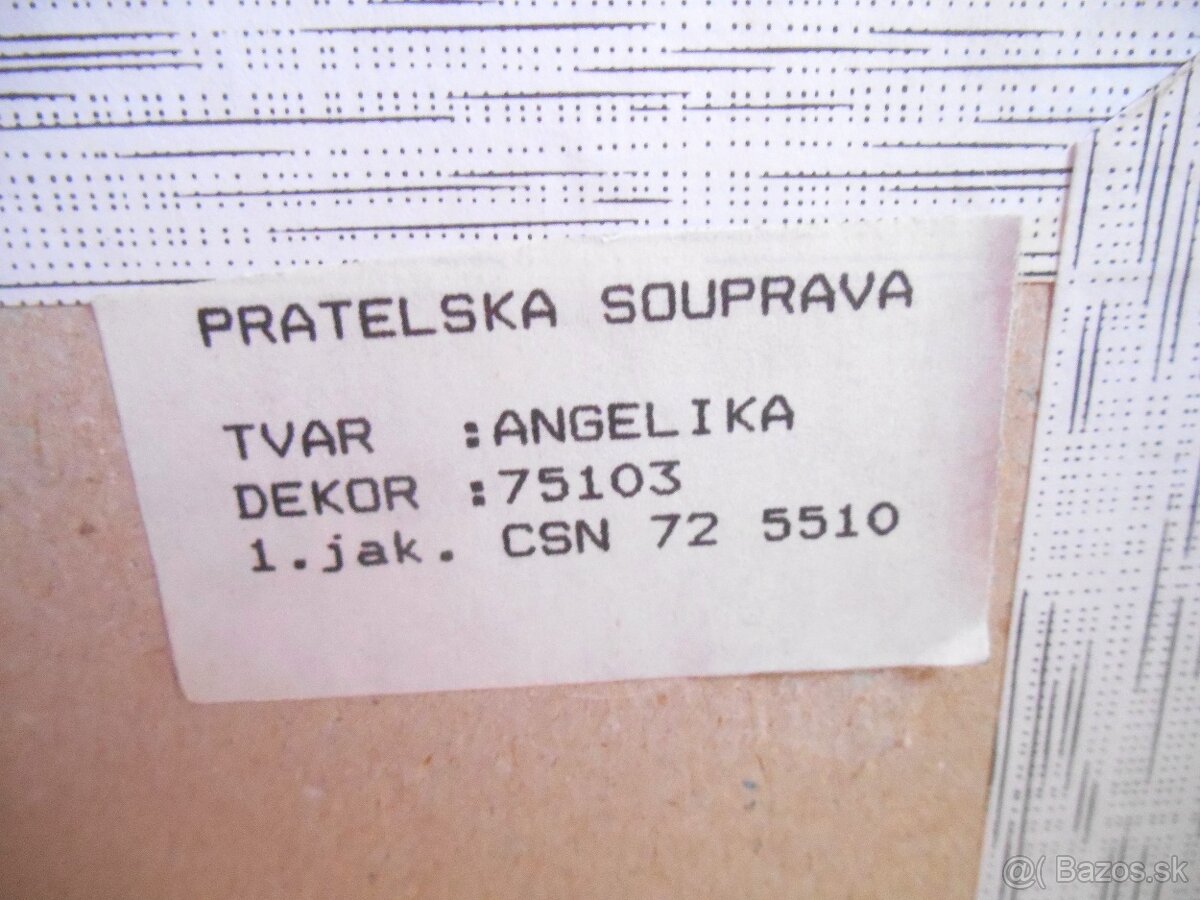 PRATELSKA SOUPRAVA
TVAR :ANGELIKA
DEKOR :75103
1.jak. CSN 72 5510
@( Bazos.sk